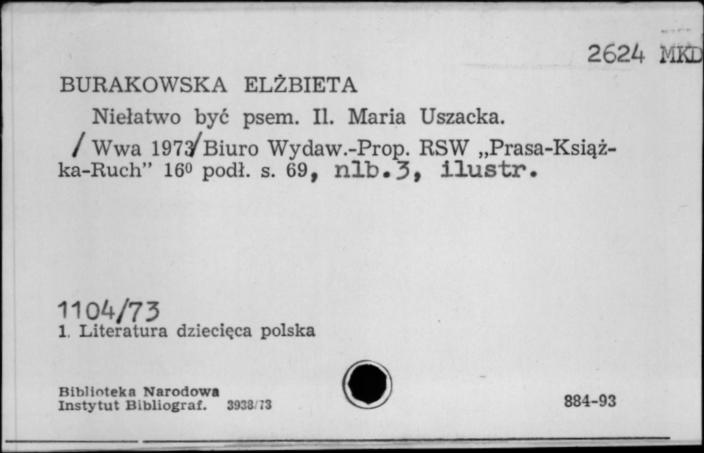 2624 MKD
BURAKOWSKA ELŻBIETA
Niełatwo być psem. Il. Maria Uszacka.
/ Wwa 1973/ Biuro Wydaw.-Prop. RSW „Prasa-Książ-
ka-Ruch” 16⁰ podł. s. 69, nlb.3, ilustr.
1104/73
1. Literatura dziecięca polska
Biblioteka Narodowa
Instytut Bibliograf. 3938/73
884-93